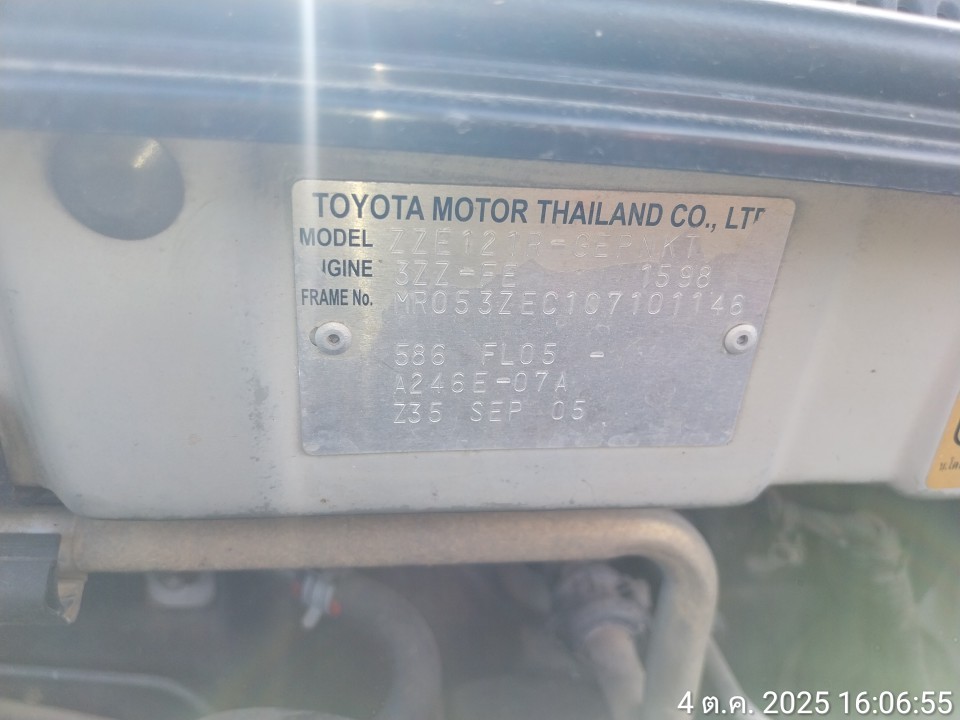 TOYOTA MOTOR THAILAND CO., LTD
MODEL ZZE121R-GEPNKT
ENGINE 3ZZ-FE 1598
FRAME No. MR053ZEC107101146
586 FL05 -
A246E-07A
Z35 SEP 05
4 ต.ค. 2025 16:06:55